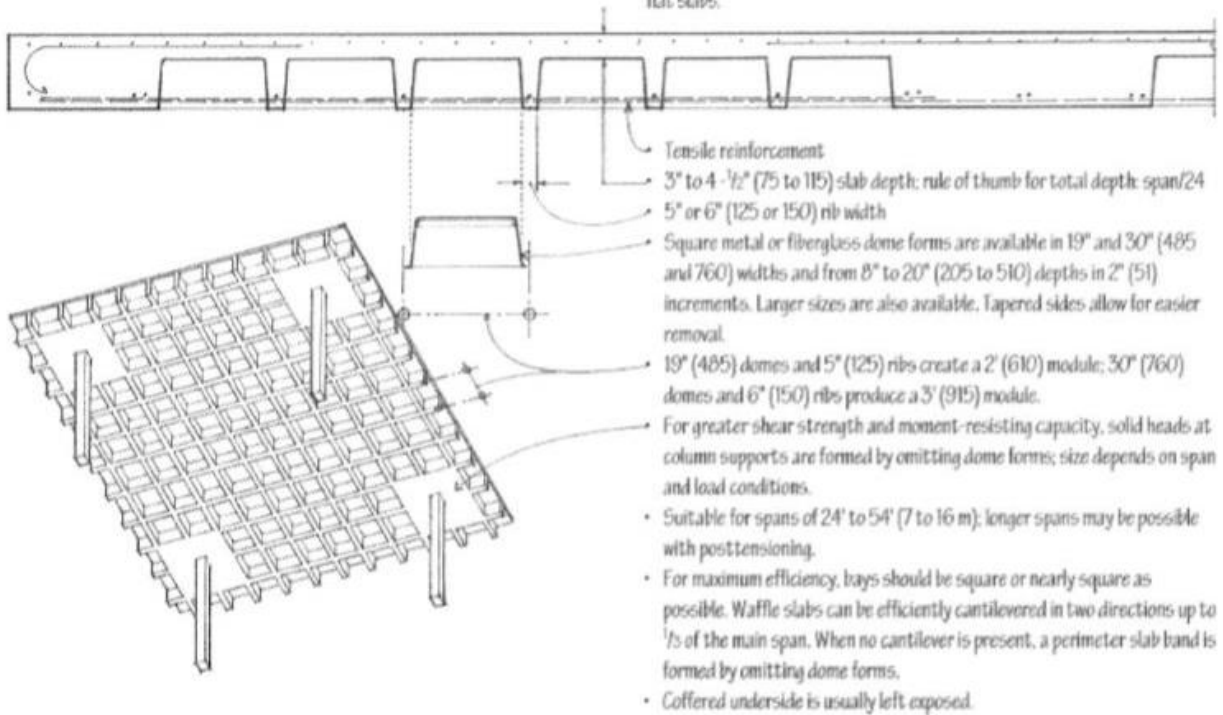 flat slabs.
Tensile reinforcement
3" to 4 -1/2" (75 to 115) slab depth; rule of thumb for total depth: span/24
5" or 6" (125 or 150) rib width
Square metal or fiberglass dome forms are available in 19" and 30" (485
and 760) widths and from 8" to 20" (205 to 510) depths in 2" (51)
increments. Larger sizes are also available. Tapered sides allow for easier
removal.
19" (485) domes and 5" (125) ribs create a 2' (610) module; 30" (760)
domes and 6" (150) ribs produce a 3' (915) module.
For greater shear strength and moment-resisting capacity, solid heads at
column supports are formed by omitting dome forms; size depends on span
and load conditions.
• Suitable for spans of 24' to 54' (7 to 16 m); longer spans may be possible
with posttensioning.
• For maximum efficiency, bays should be square or nearly square as
possible. Waffle slabs can be efficiently cantilevered in two directions up to
1/3 of the main span. When no cantilever is present, a perimeter slab band is
formed by omitting dome forms.
• Coffered underside is usually left exposed.